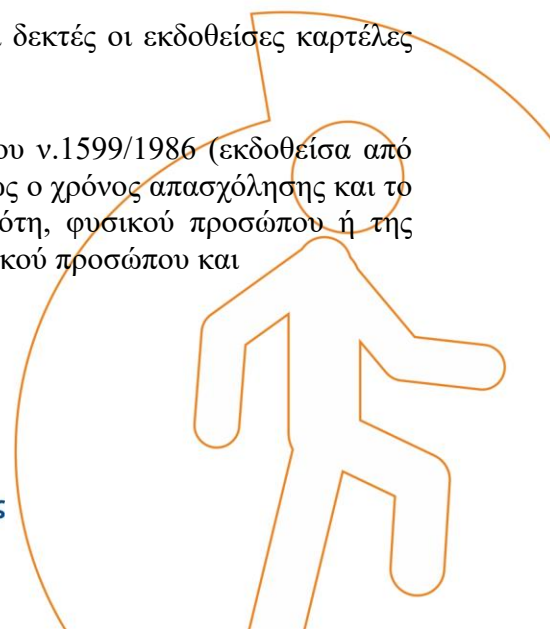 δεκτές οι εκδοθείσες καρτέλες
ου ν.1599/1986 (εκδοθείσα από
ως ο χρόνος απασχόλησης και το
ότη, φυσικού προσώπου ή της
ικού προσώπου και
ς